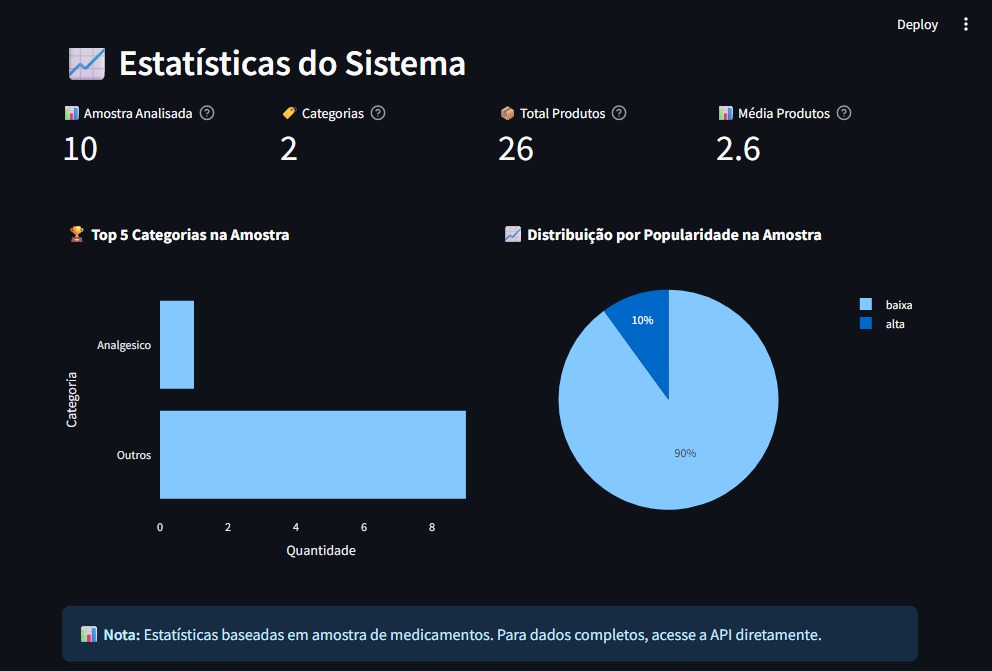 Deploy
Estatísticas do Sistema
Amostra Analisada
10
Categorias
2
Total Produtos
26
Média Produtos
2.6
Top 5 Categorias na Amostra
Categoria
Analgesico
Outros
0 2 4 6 8
Quantidade
Distribuição por Popularidade na Amostra
10%
90%
baixa
alta
Nota: Estatísticas baseadas em amostra de medicamentos. Para dados completos, acesse a API diretamente.